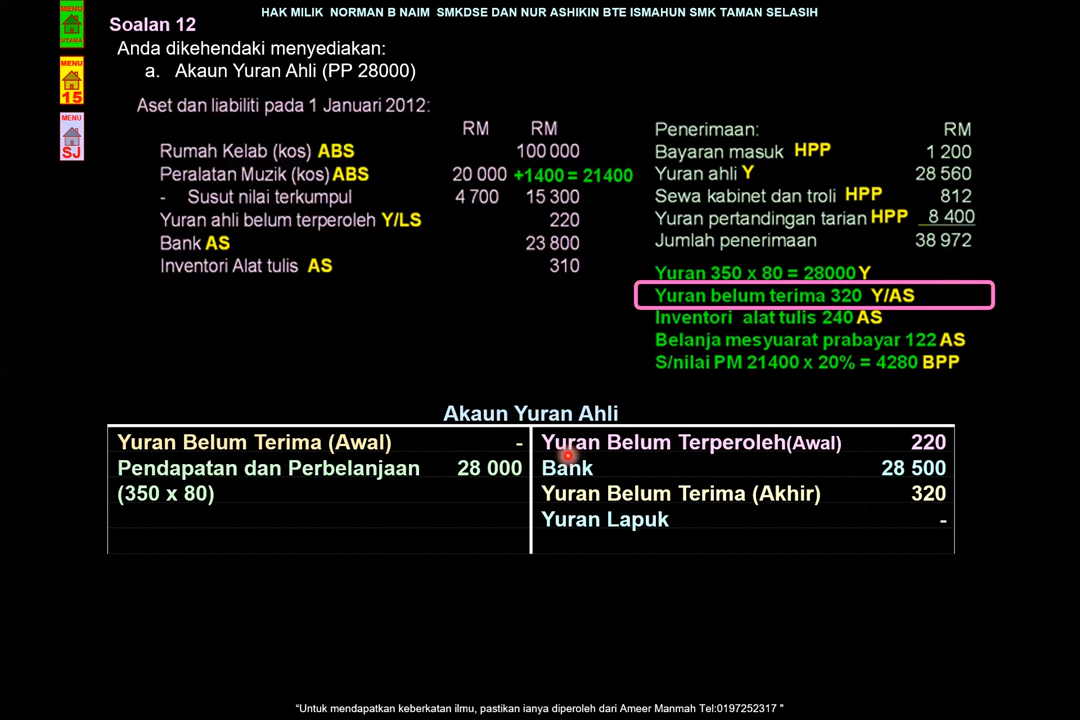 HAK MILIK NORMAN B NAIM SMKDSE DAN NUR ASHIKIN BTE ISMAHUN SMK TAMAN SELASIH
MENU
UTAMA
MENU
15
MENU
SJ
Soalan 12
Anda dikehendaki menyediakan:
a. Akaun Yuran Ahli (PP 28000)
Aset dan liabiliti pada 1 Januari 2012:
RM RM
Rumah Kelab (kos) ABS 100 000
Peralatan Muzik (kos) ABS 20 000 +1400 = 21400
- Susut nilai terkumpul 4 700 15 300
Yuran ahli belum terperoleh Y/LS 220
Bank AS 23 800
Inventori Alat tulis AS 310
Penerimaan: RM
Bayaran masuk HPP 1 200
Yuran ahli Y 28 560
Sewa kabinet dan troli HPP 812
Yuran pertandingan tarian HPP 8 400
Jumlah penerimaan 38 972
Yuran 350 x 80 = 28000 Y
Yuran belum terima 320 Y/AS
Inventori alat tulis 240 AS
Belanja mesyuarat prabayar 122 AS
S/nilai PM 21400 x 20% = 4280 BPP
Akaun Yuran Ahli
Yuran Belum Terima (Awal) - Yuran Belum Terperoleh(Awal) 220
Pendapatan dan Perbelanjaan 28 000 Bank 28 500
(350 x 80) Yuran Belum Terima (Akhir) 320
Yuran Lapuk -
"Untuk mendapatkan keberkatan ilmu, pastikan ianya diperoleh dari Ameer Manmah Tel:0197252317 "